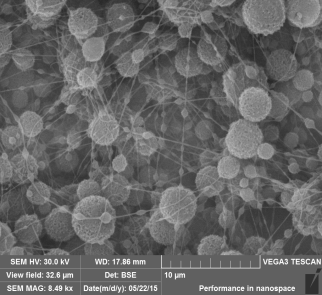 SEM HV: 30.0 kV WD: 17.86 mm VEGA3 TESCAN
View field: 32.6 µm Det: BSE 10 µm
SEM MAG: 8.49 kx Date(m/d/y): 05/22/15 Performance in nanospace